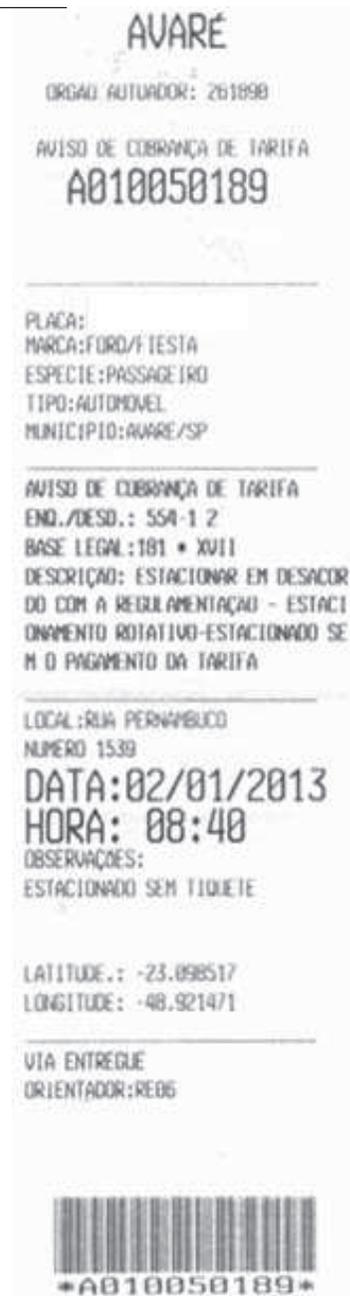 AVARÉ
ORGAO AUTUADOR: 261890
AVISO DE COBRANÇA DE TARIFA
A010050189
PLACA:
MARCA:FORD/FIESTA
ESPECIE:PASSAGEIRO
TIPO:AUTOMOVEL
MUNICIPIO:AVARE/SP
AVISO DE COBRANÇA DE TARIFA
ENQ./DESD.: 554-1 2
BASE LEGAL:181 * XVII
DESCRIÇÃO: ESTACIONAR EM DESACOR
DO COM A REGULAMENTAÇÃO - ESTACI
ONAMENTO ROTATIVO-ESTACIONADO SE
M O PAGAMENTO DA TARIFA
LOCAL:RUA PERNAMBUCO
NUMERO 1539
DATA:02/01/2013
HORA: 08:40
OBSERVAÇÕES:
ESTACIONADO SEM TIQUETE
LATITUDE.: -23.098517
LONGITUDE: -48.921471
VIA ENTREGUE
ORIENTADOR:RE06
*A010050189*